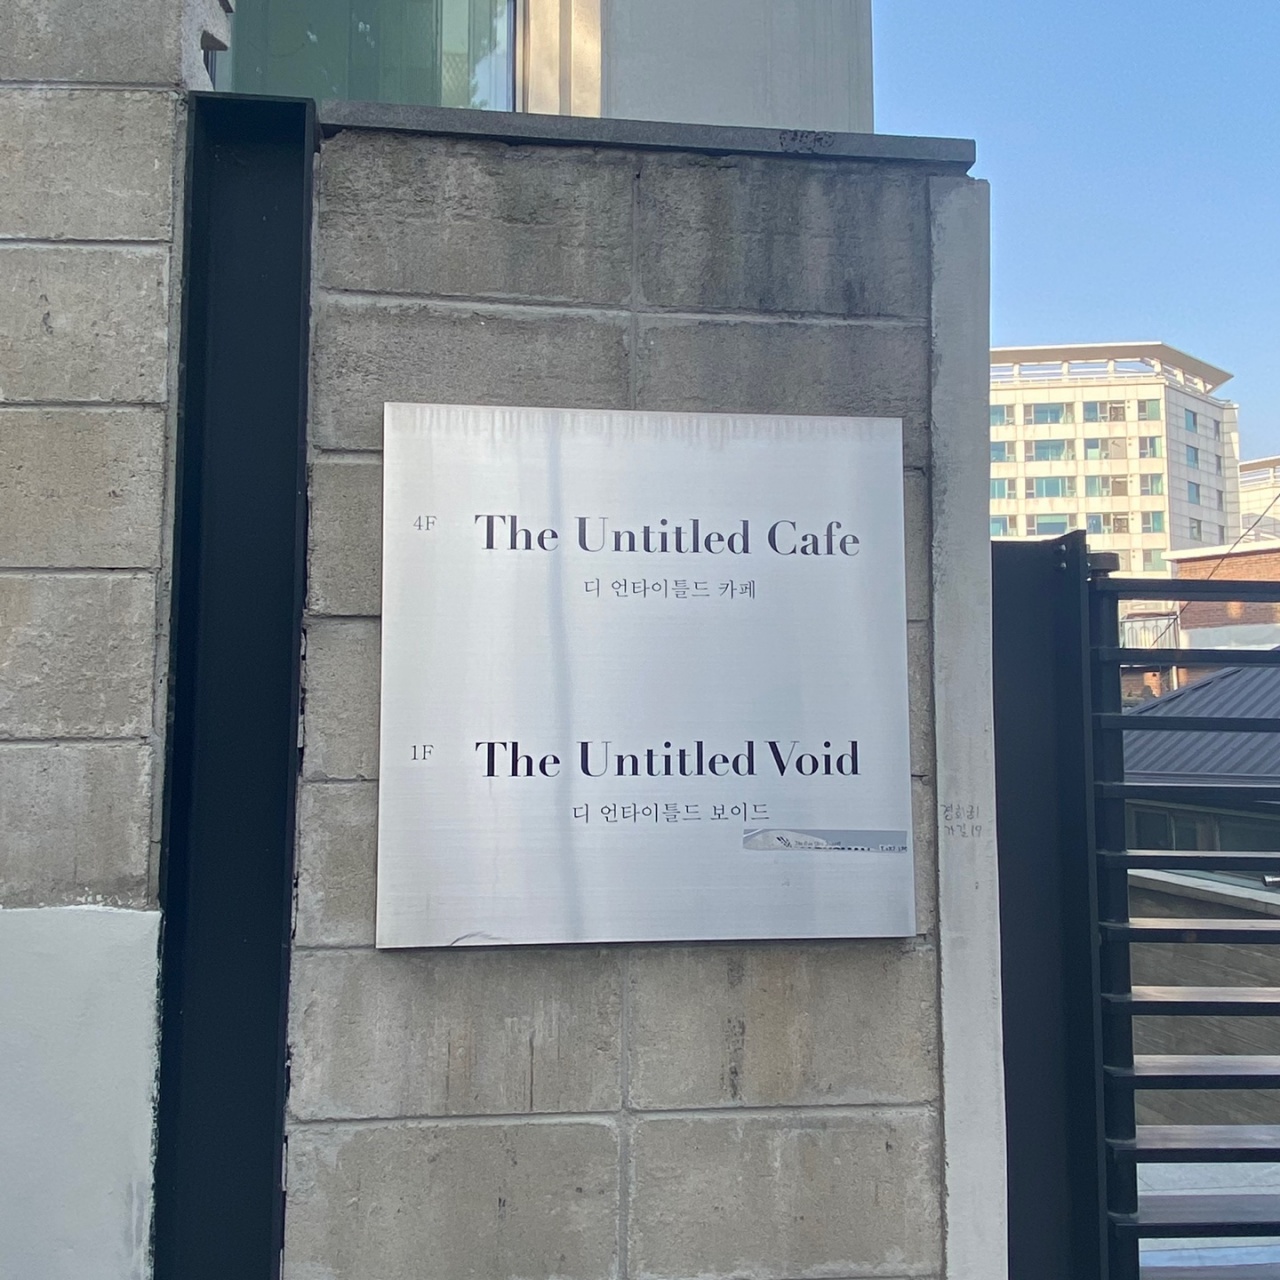 4F The Untitled Cafe
디 언타이틀드 카페
1F The Untitled Void
디 언타이틀드 보이드